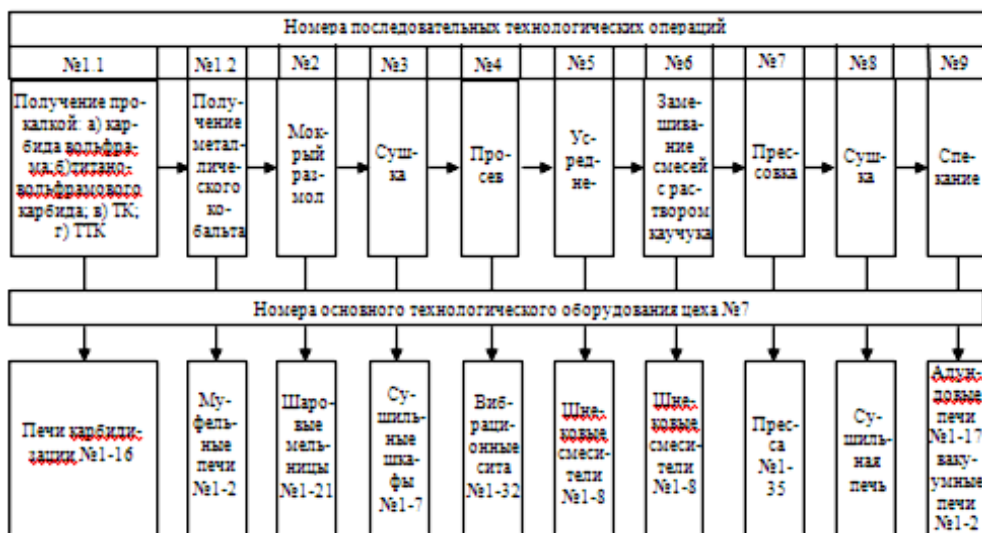 Номера последовательных технологических операций
№1.1
№1.2
№2
№3
№4
№5
№6
№7
№8
№9
Получение про-
калкой: а) кар-
бида вольфра-
ма;б)титано-
вольфрамового
карбида; в) ТК;
г) ТТК
Полу-
чение
метал-
личе-
ского
ко-
бальта
Мок-
рый
раз-
мол
Суш-
ка
Про-
сев
Ус-
редне-
Заме-
шива-
ние
смесей
с рас-
твором
каучука
Прес-
совка
Суш-
ка
Спе-
кание
Номера основного технологического оборудования цеха №7
Печи карбиди-
зации №1-16
Му-
фель-
ные
печи
№1-2
Шаро-
вые
мель-
ницы
№1-21
Су-
шиль-
ные
шка-
фы
№1-7
Виб-
раци-
онные
сита
№1-32
Шне-
ковые
смеси-
тели
№1-8
Шне-
ковые
смеси-
тели
№1-8
Прес-
са
№1-
35
Су-
шиль-
ная
печь
Алун-
довые
печи
№1-17
ваку-
умные
печи
№1-2